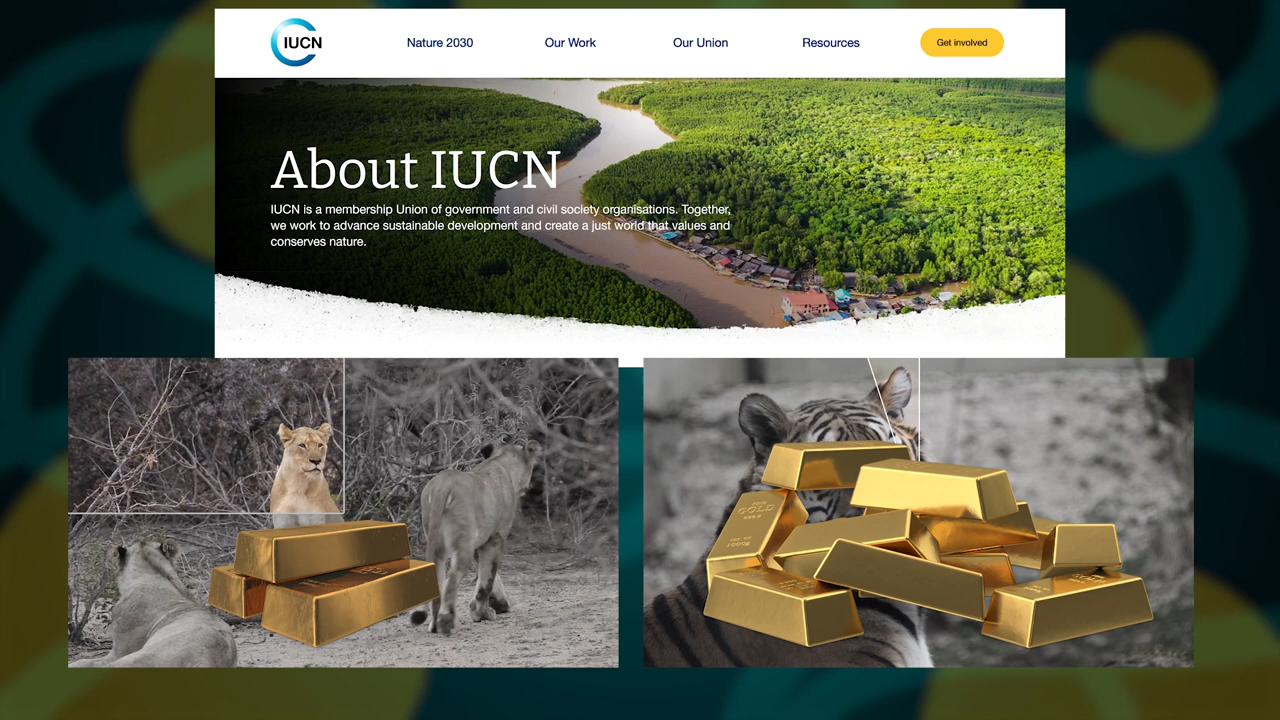 IUCN
Nature 2030
Our Work
Our Union
Resources
Get involved
About IUCN
IUCN is a membership Union of government and civil society organisations. Together,
we work to advance sustainable development and create a just world that values and
conserves nature.
GOLD